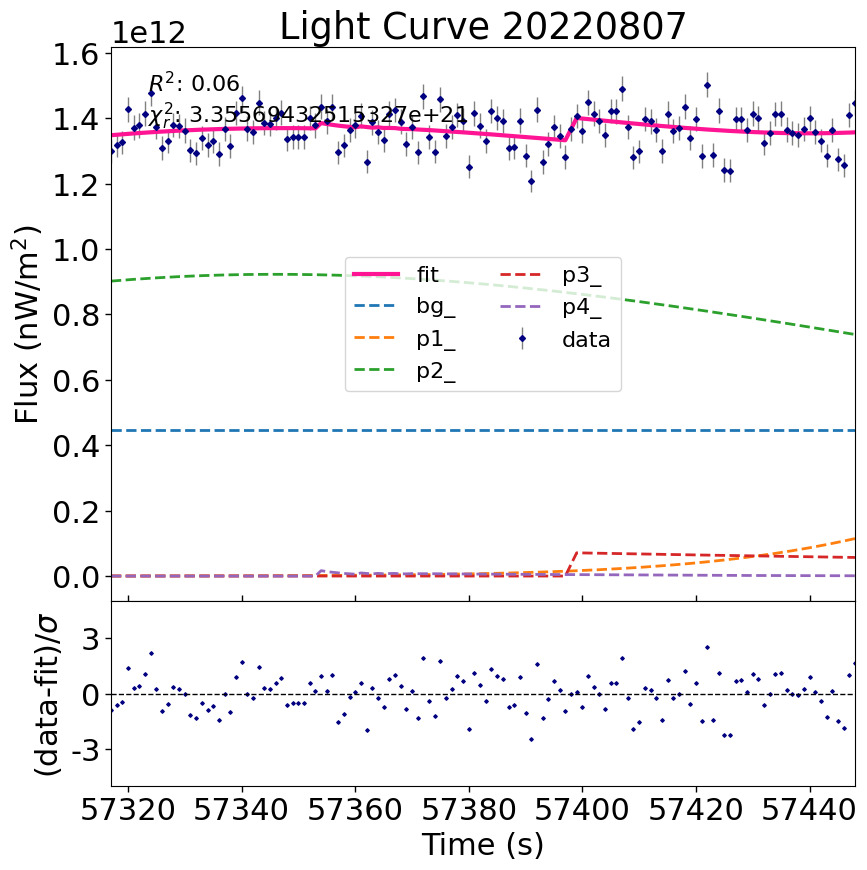 Light Curve 20220807
1e12
R²: 0.06
χ²: 3.35569432515327e+21
1.6
1.4
1.2
1.0
0.8
0.6
0.4
0.2
0.0
Flux (nW/m²)
fit
bg_
p1_
p2_
p3_
p4_
data
3
0
-3
(data-fit)/σ
57320 57340 57360 57380 57400 57420 57440
Time (s)